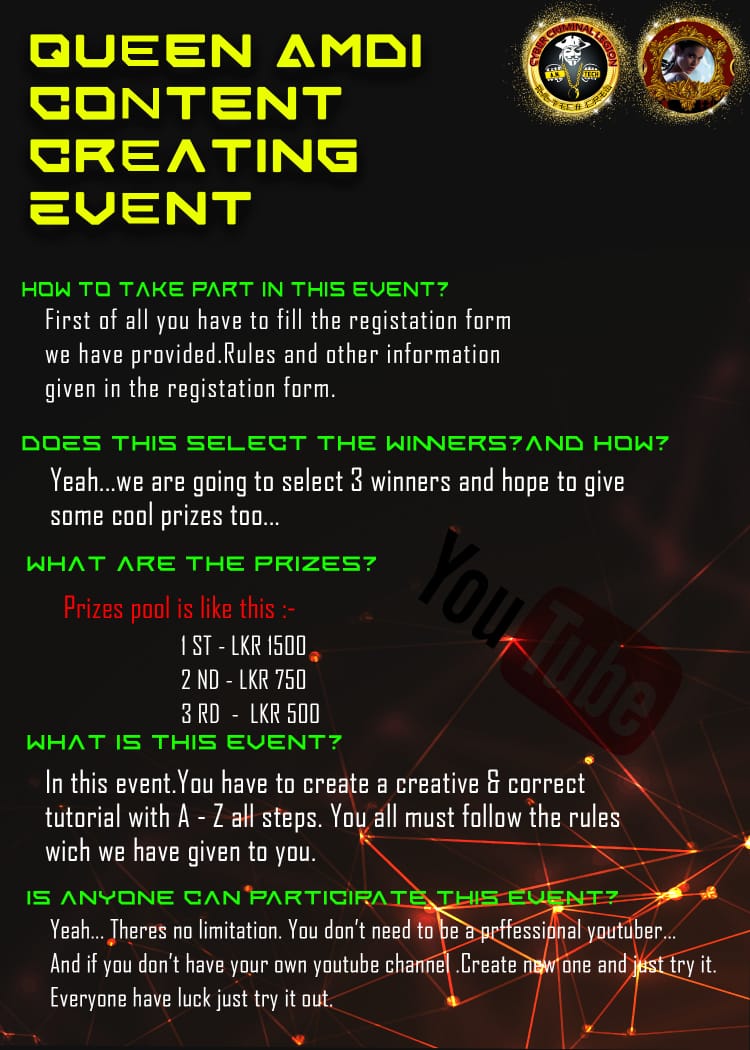 QUEEN AMDI
CONTENT
CREATING
EVENT
CYBER CRIMINAL LEGION
HOW TO TAKE PART IN THIS EVENT?
First of all you have to fill the registation form
we have provided.Rules and other information
given in the registation form.
DOES THIS SELECT THE WINNERS?AND HOW?
Yeah...we are going to select 3 winners and hope to give
some cool prizes too...
WHAT ARE THE PRIZES?
Prizes pool is like this :-
1 ST - LKR 1500
2 ND - LKR 750
3 RD - LKR 500
YouTube
WHAT IS THIS EVENT?
In this event.You have to create a creative & correct
tutorial with A - Z all steps. You all must follow the rules
wich we have given to you.
IS ANYONE CAN PARTICIPATE THIS EVENT?
Yeah... Theres no limitation. You don't need to be a prffessional youtuber...
And if you don't have your own youtube channel .Create new one and just try it.
Everyone have luck just try it out.